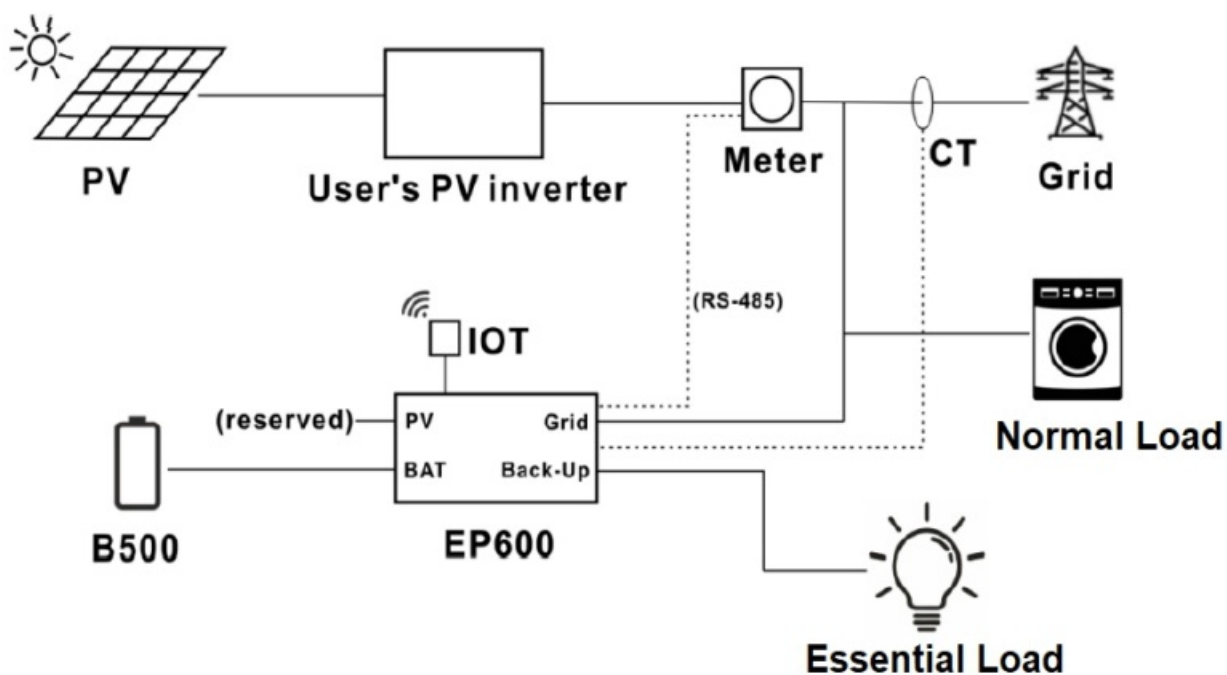 PV
User's PV inverter
Meter
CT
Grid
(RS-485)
IOT
(reserved)
PV
Grid
BAT
Back-Up
B500
EP600
Normal Load
Essential Load